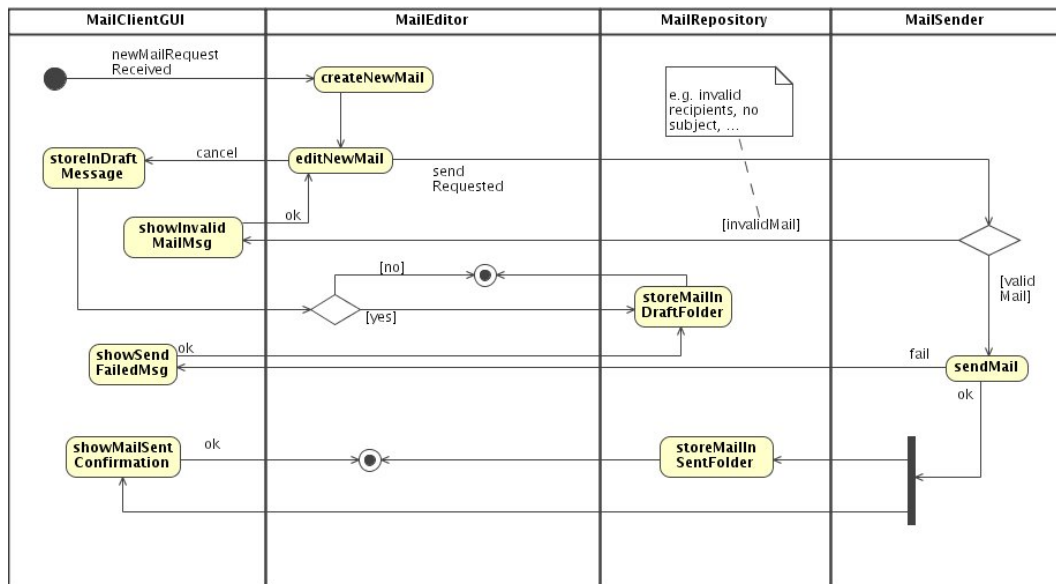 MailClientGUI
MailEditor
MailRepository
MailSender
newMailRequest
Received
createNewMail
e.g. invalid
recipients, no
subject, ...
storeInDraft
Message
cancel
editNewMail
send
Requested
showInvalid
MailMsg
ok
[invalidMail]
[no]
[yes]
storeMailIn
DraftFolder
[valid
Mail]
showSend
FailedMsg
ok
fail
sendMail
ok
showMailSent
Confirmation
ok
storeMailIn
SentFolder